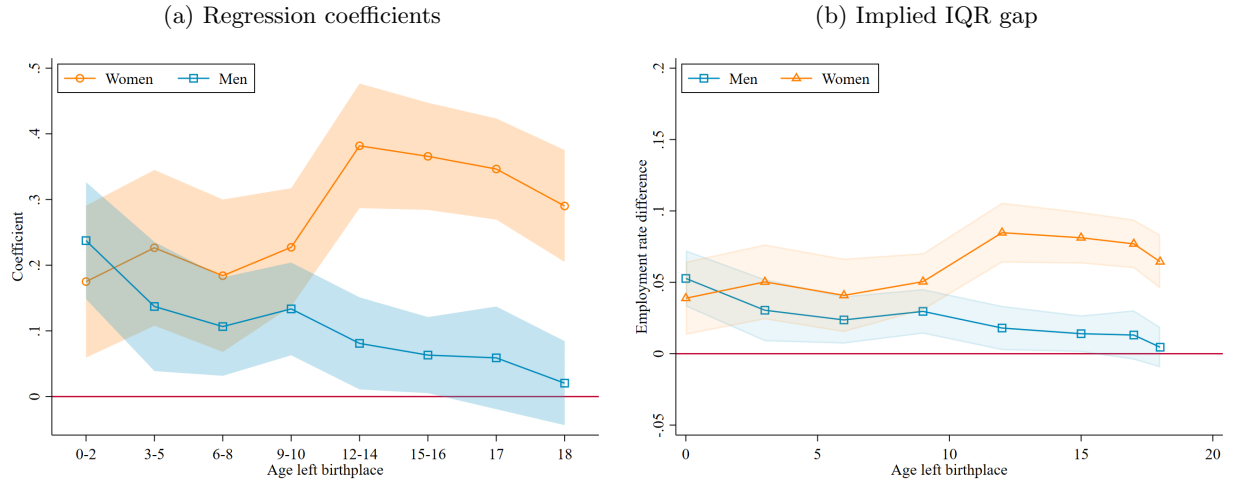 (a) Regression coefficients
Women
Men
.5
.4
.3
.2
.1
0
Coefficient
0-2
3-5
6-8
9-10
12-14
15-16
17
18
Age left birthplace
(b) Implied IQR gap
Men
Women
.2
.15
.1
.05
0
-.05
Employment rate difference
0
5
10
15
20
Age left birthplace